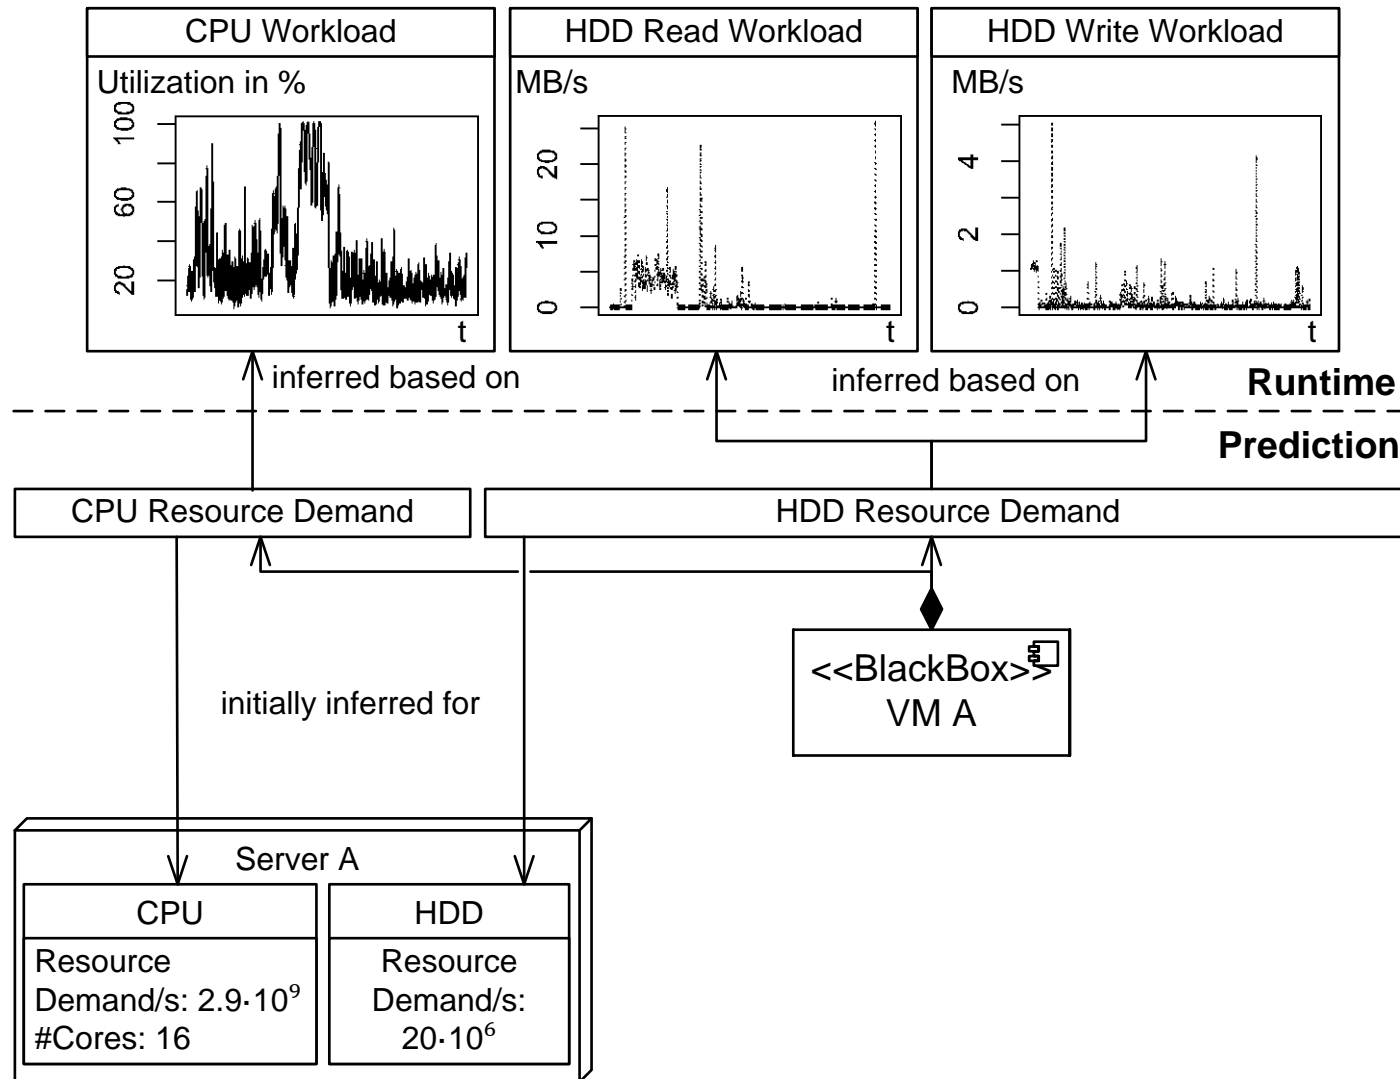 CPU Workload
Utilization in %
20
60
100
t
HDD Read Workload
MB/s
0
10
20
t
HDD Write Workload
MB/s
0
2
4
t
inferred based on
inferred based on
Runtime
Prediction
CPU Resource Demand
HDD Resource Demand
<<BlackBox>>
VM A
initially inferred for
Server A
CPU
Resource
Demand/s: 2.9·10⁹
#Cores: 16
HDD
Resource
Demand/s:
20·10⁶